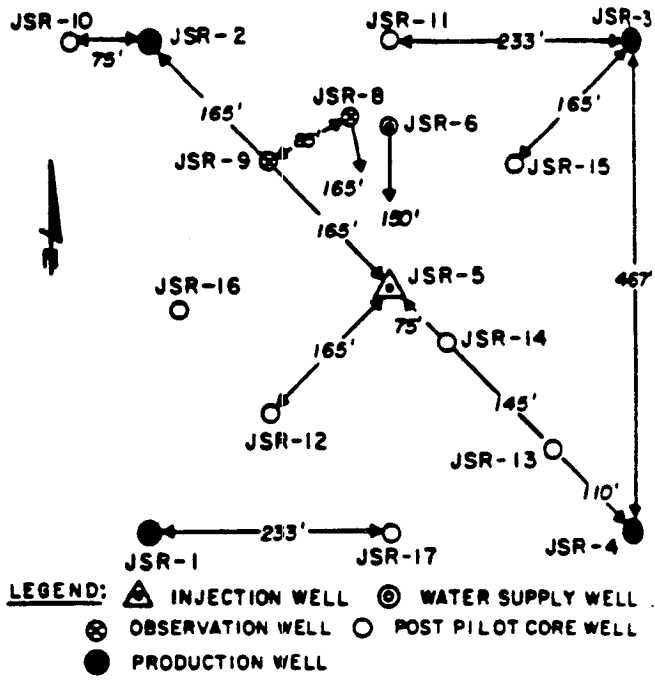 JSR-10
JSR-2
JSR-11
JSR-3
75'
233'
JSR-8
JSR-6
165'
85'
165'
JSR-9
JSR-15
165'
150'
165'
JSR-5
467'
JSR-16
75'
JSR-14
165'
145'
JSR-12
JSR-13
110'
233'
JSR-1
JSR-17
JSR-4
LEGEND: INJECTION WELL WATER SUPPLY WELL
OBSERVATION WELL POST PILOT CORE WELL
PRODUCTION WELL